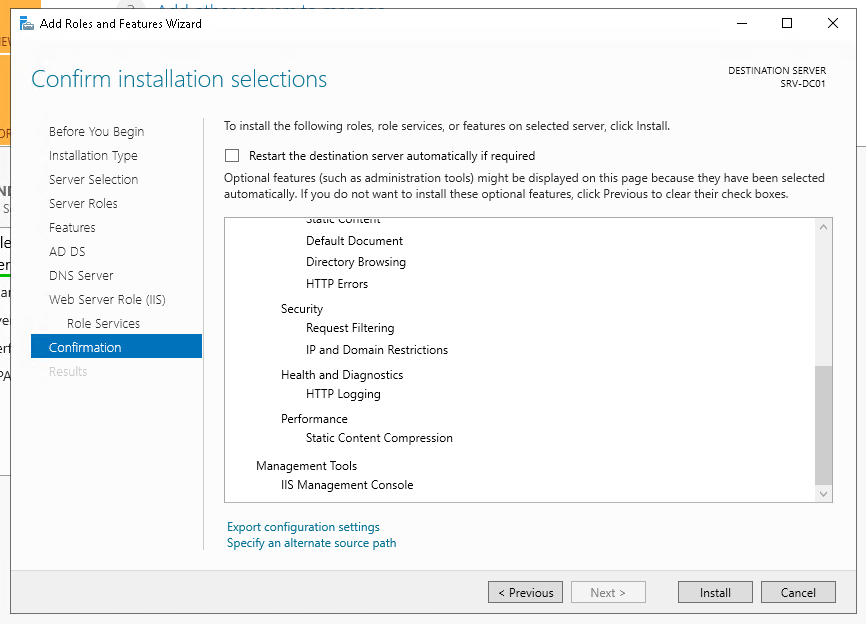 Add Roles and Features Wizard
Confirm installation selections
DESTINATION SERVER
SRV-DC01
Before You Begin
Installation Type
Server Selection
Server Roles
Features
AD DS
DNS Server
Web Server Role (IIS)
Role Services
Confirmation
Results
To install the following roles, role services, or features on selected server, click Install.
Restart the destination server automatically if required
Optional features (such as administration tools) might be displayed on this page because they have been selected
automatically. If you do not want to install these optional features, click Previous to clear their check boxes.
Static Content
Default Document
Directory Browsing
HTTP Errors
Security
Request Filtering
IP and Domain Restrictions
Health and Diagnostics
HTTP Logging
Performance
Static Content Compression
Management Tools
IIS Management Console
Export configuration settings
Specify an alternate source path
< Previous
Next >
Install
Cancel